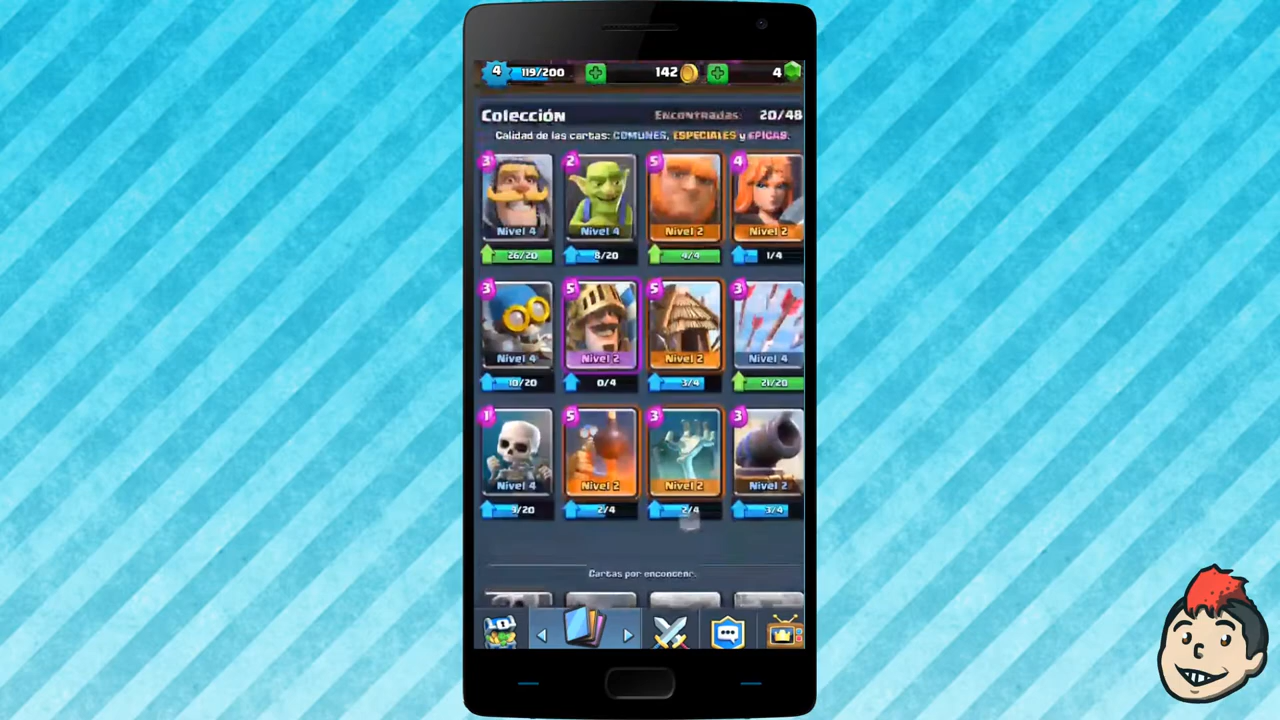 4 119/200 142 4
Colección ENCONTRADAS: 20/48
Calidad de las cartas: COMUNES, ESPECIALES y ÉPICAS.
3 2 5 4
Nivel 4 Nivel 4 Nivel 2 Nivel 2
26/20 8/20 4/4 1/4
3 5 5 3
Nivel 4 Nivel 2 Nivel 2 Nivel 4
10/20 0/4 3/4 21/20
1 5 3 3
Nivel 4 Nivel 2 Nivel 2 Nivel 2
9/20 2/4 2/4 3/4
Cartas por encontrar: